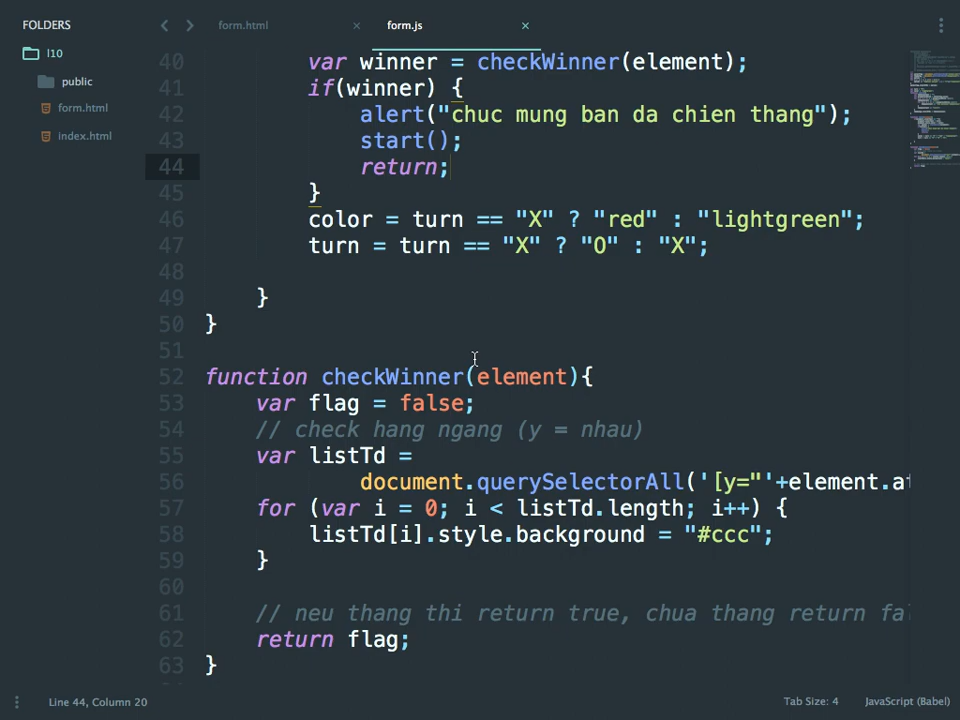 FOLDERS
l10
public
form.html
index.html
form.html ×
form.js ×
40 var winner = checkWinner(element);
41 if(winner) {
42 alert("chuc mung ban da chien thang");
43 start();
44 return;
45 }
46 color = turn == "X" ? "red" : "lightgreen";
47 turn = turn == "X" ? "O" : "X";
48
49 }
50 }
51
52 function checkWinner(element){
53 var flag = false;
54 // check hang ngang (y = nhau)
55 var listTd =
56 document.querySelectorAll('[y="'+element.at
57 for (var i = 0; i < listTd.length; i++) {
58 listTd[i].style.background = "#ccc";
59 }
60
61 // neu thang thi return true, chua thang return fal
62 return flag;
63 }
Line 44, Column 20
Tab Size: 4
JavaScript (Babel)